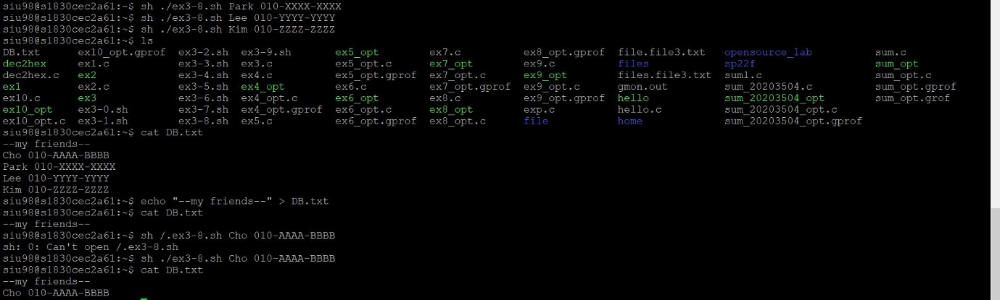 siu98@s1830cec2a61:~$ sh ./ex3-8.sh Park 010-XXXX-XXXX
siu98@s1830cec2a61:~$ sh ./ex3-8.sh Lee 010-YYYY-YYYY
siu98@s1830cec2a61:~$ sh ./ex3-8.sh Kim 010-ZZZZ-ZZZZ
siu98@s1830cec2a61:~$ ls
DB.txt ex10_opt.gprof ex3-2.sh ex3-9.sh ex5_opt ex7.c ex8_opt.gprof file.file3.txt opensource_lab sum.c
dec2hex ex1.c ex3-3.sh ex3.c ex5_opt.c ex7_opt ex9.c files sp22f sum_opt
dec2hex.c ex2 ex3-4.sh ex4.c ex5_opt.gprof ex7_opt.c ex9_opt files.file3.txt suml.c sum_opt.c
ex1 ex2.c ex3-5.sh ex4_opt ex6.c ex7_opt.gprof ex9_opt.c gmon.out sum_20203504.c sum_opt.gprof
ex10.c ex3 ex3-6.sh ex4_opt.c ex6_opt ex8.c ex9_opt.gprof hello sum_20203504_opt sum_opt.grof
ex10_opt ex3-0.sh ex3-7.sh ex4_opt.gprof ex6_opt.c ex8_opt exp.c hello.c sum_20203504_opt.c
ex10_opt.c ex3-1.sh ex3-8.sh ex5.c ex6_opt.gprof ex8_opt.c file home sum_20203504_opt.gprof
siu98@s1830cec2a61:~$ cat DB.txt
--my friends--
Cho 010-AAAA-BBBB
Park 010-XXXX-XXXX
Lee 010-YYYY-YYYY
Kim 010-ZZZZ-ZZZZ
siu98@s1830cec2a61:~$ echo "--my friends--" > DB.txt
siu98@s1830cec2a61:~$ cat DB.txt
--my friends--
siu98@s1830cec2a61:~$ sh /.ex3-8.sh Cho 010-AAAA-BBBB
sh: 0: Can't open /.ex3-8.sh
siu98@s1830cec2a61:~$ sh ./ex3-8.sh Cho 010-AAAA-BBBB
siu98@s1830cec2a61:~$ cat DB.txt
--my friends--
Cho 010-AAAA-BBBB